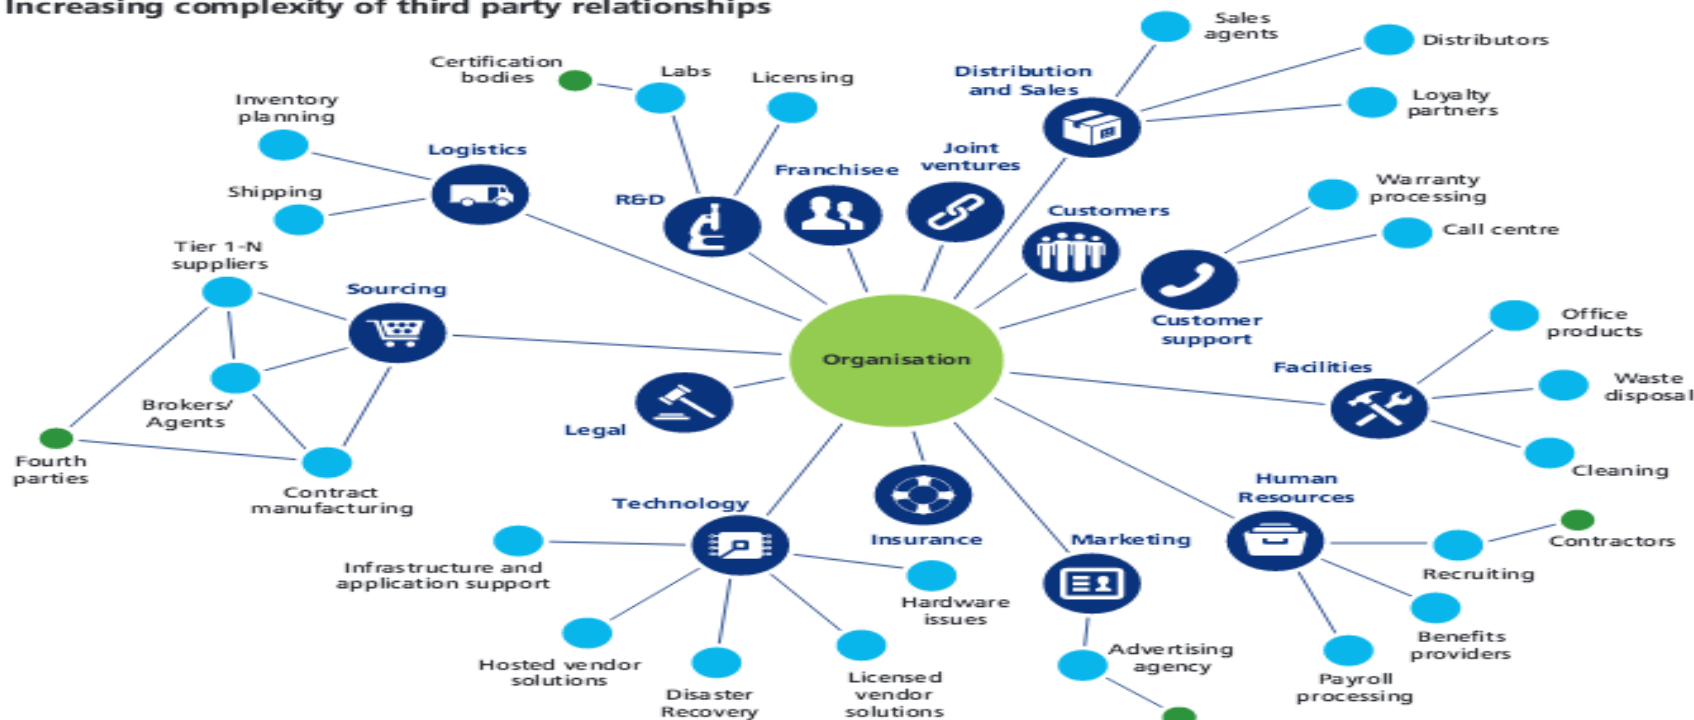 Increasing complexity of third party relationships
Certification
bodies
Labs
Licensing
Inventory
planning
Logistics
Shipping
R&D
Franchisee
Joint
ventures
Distribution
and Sales
Sales
agents
Distributors
Loyalty
partners
Customers
Warranty
processing
Call centre
Customer
support
Tier 1-N
suppliers
Sourcing
Brokers/
Agents
Fourth
parties
Contract
manufacturing
Organisation
Legal
Facilities
Office
products
Waste
disposal
Cleaning
Technology
Infrastructure and
application support
Hosted vendor
solutions
Disaster
Recovery
Licensed
vendor
solutions
Hardware
issues
Insurance
Marketing
Advertising
agency
Human
Resources
Contractors
Recruiting
Benefits
providers
Payroll
processing